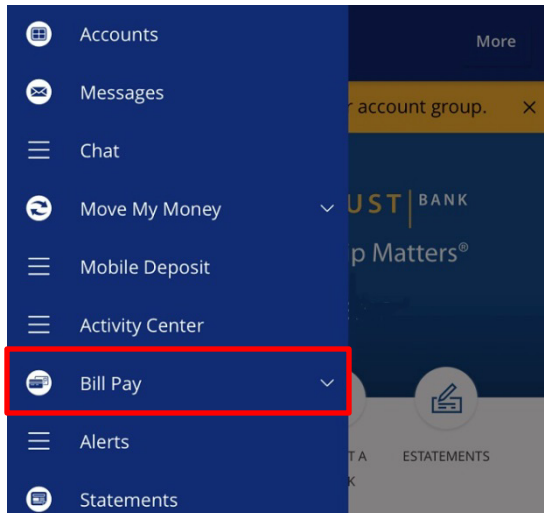 Accounts
More
Messages
account group.
Chat
Move My Money
UST BANK
p Matters®
Mobile Deposit
Activity Center
Bill Pay
Alerts
T A
ESTATEMENTS
K
Statements